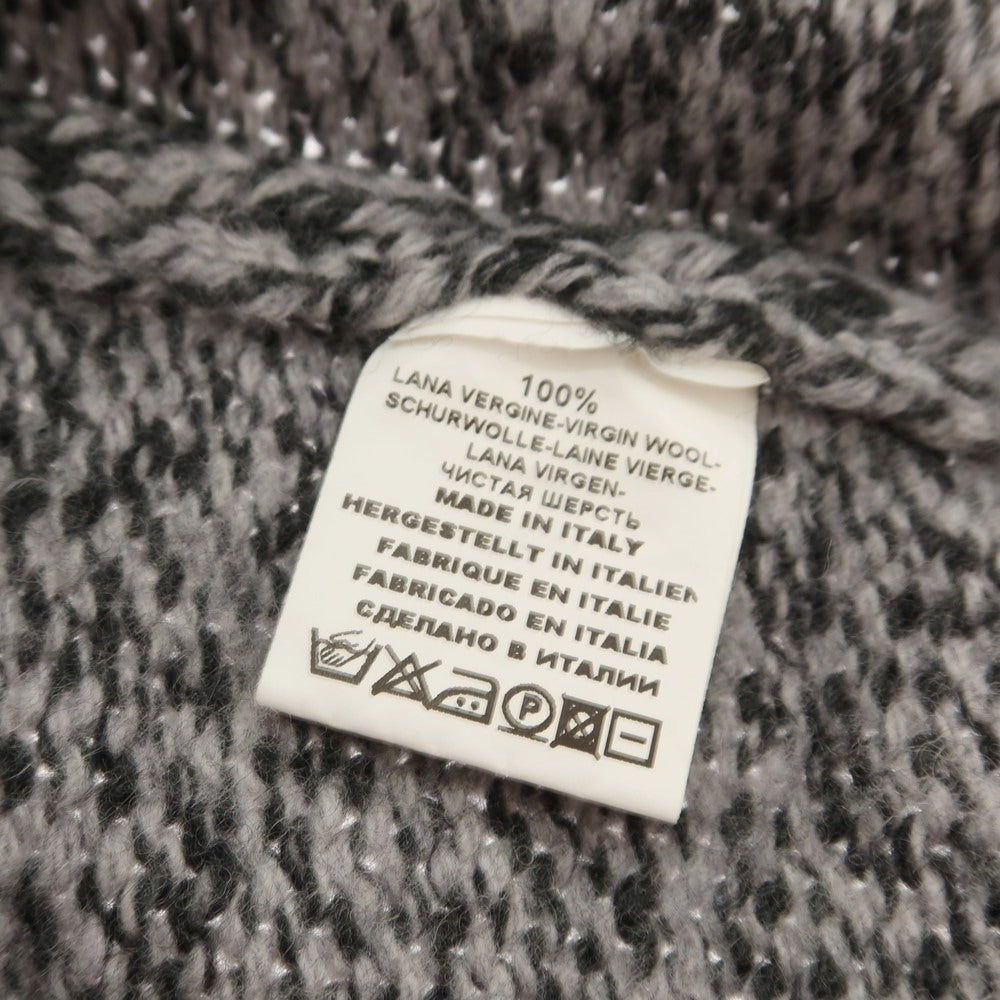 100%
LANA VERGINE-VIRGIN WOOL-
SCHURWOLLE-LAINE VIERGE-
LANA VIRGEN-
ЧИСТАЯ ШЕРСТЬ
MADE IN ITALY
HERGESTELLT IN ITALIEN
FABRIQUE EN ITALIE
FABRICADO EN ITALIA
СДЕЛАНО В ИТАЛИИ
P